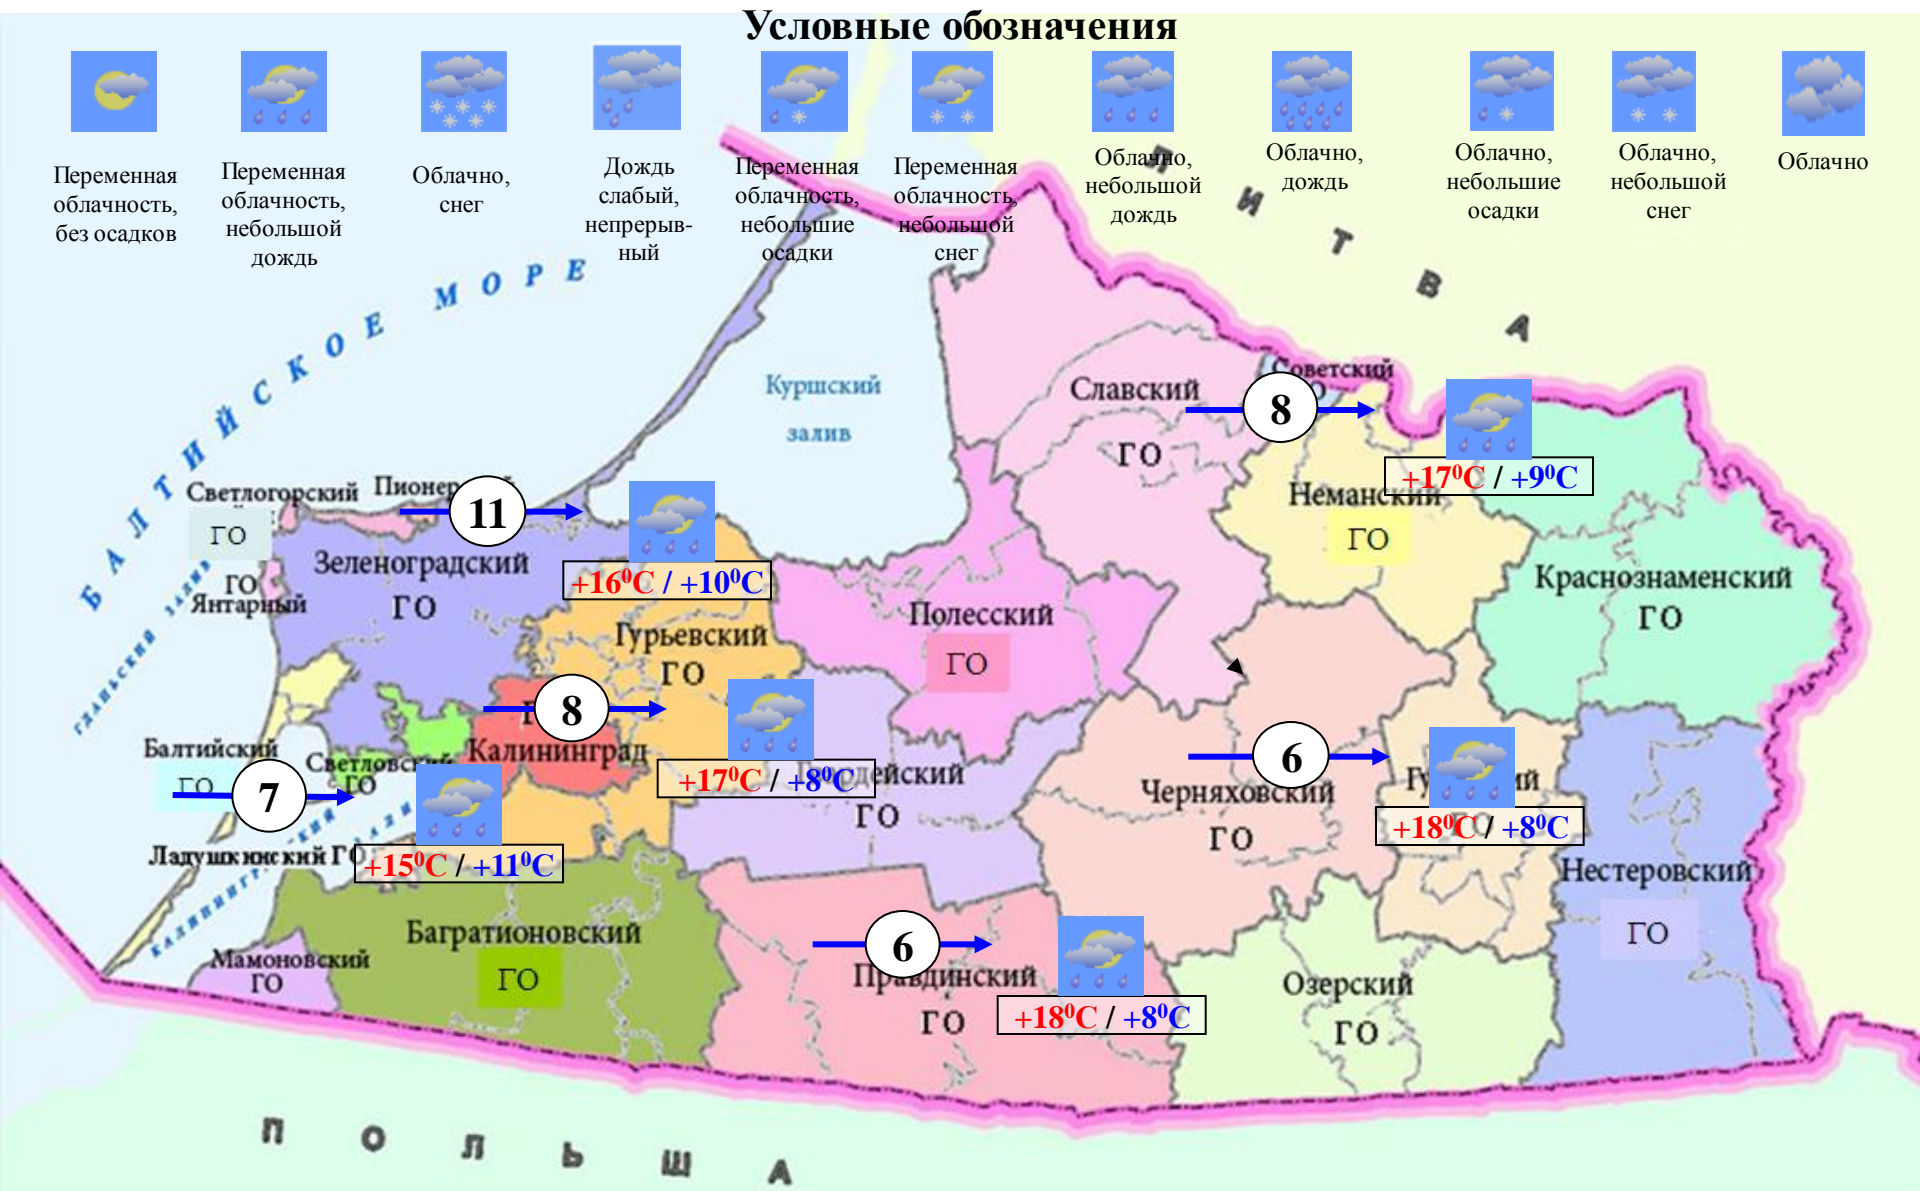 Условные обозначения
Переменная
облачность,
без осадков
Переменная
облачность,
небольшой
дождь
Облачно,
снег
Дождь
слабый,
непрерыв-
ный
Переменная
облачность,
небольшие
осадки
Переменная
облачность,
небольшой
снег
Облачно,
небольшой
дождь
Облачно,
дождь
Облачно,
небольшие
осадки
Облачно,
небольшой
снег
Облачно
ЛИТВА
БАЛТИЙСКОЕ МОРЕ
Куршский
залив
Славский
ГО
Советский
8
+17⁰C / +9⁰C
Неманский
ГО
Светлогорский
ГО
11
+16⁰C / +10⁰C
Зеленоградский
ГО
ГО
Янтарный
Гурьевский
ГО
Полесский
ГО
Краснознаменский
ГО
8
Калининград
+17⁰C / +8⁰C
ГО
Балтийский
ГО
Светловский
ГО
7
Ладушкинский ГО
+15⁰C / +11⁰C
6
Черняховский
ГО
+18⁰C / +8⁰C
Нестеровский
ГО
Багратионовский
ГО
Мамоновский
ГО
6
Правдинский
ГО
+18⁰C / +8⁰C
Озерский
ГО
ПОЛЬША